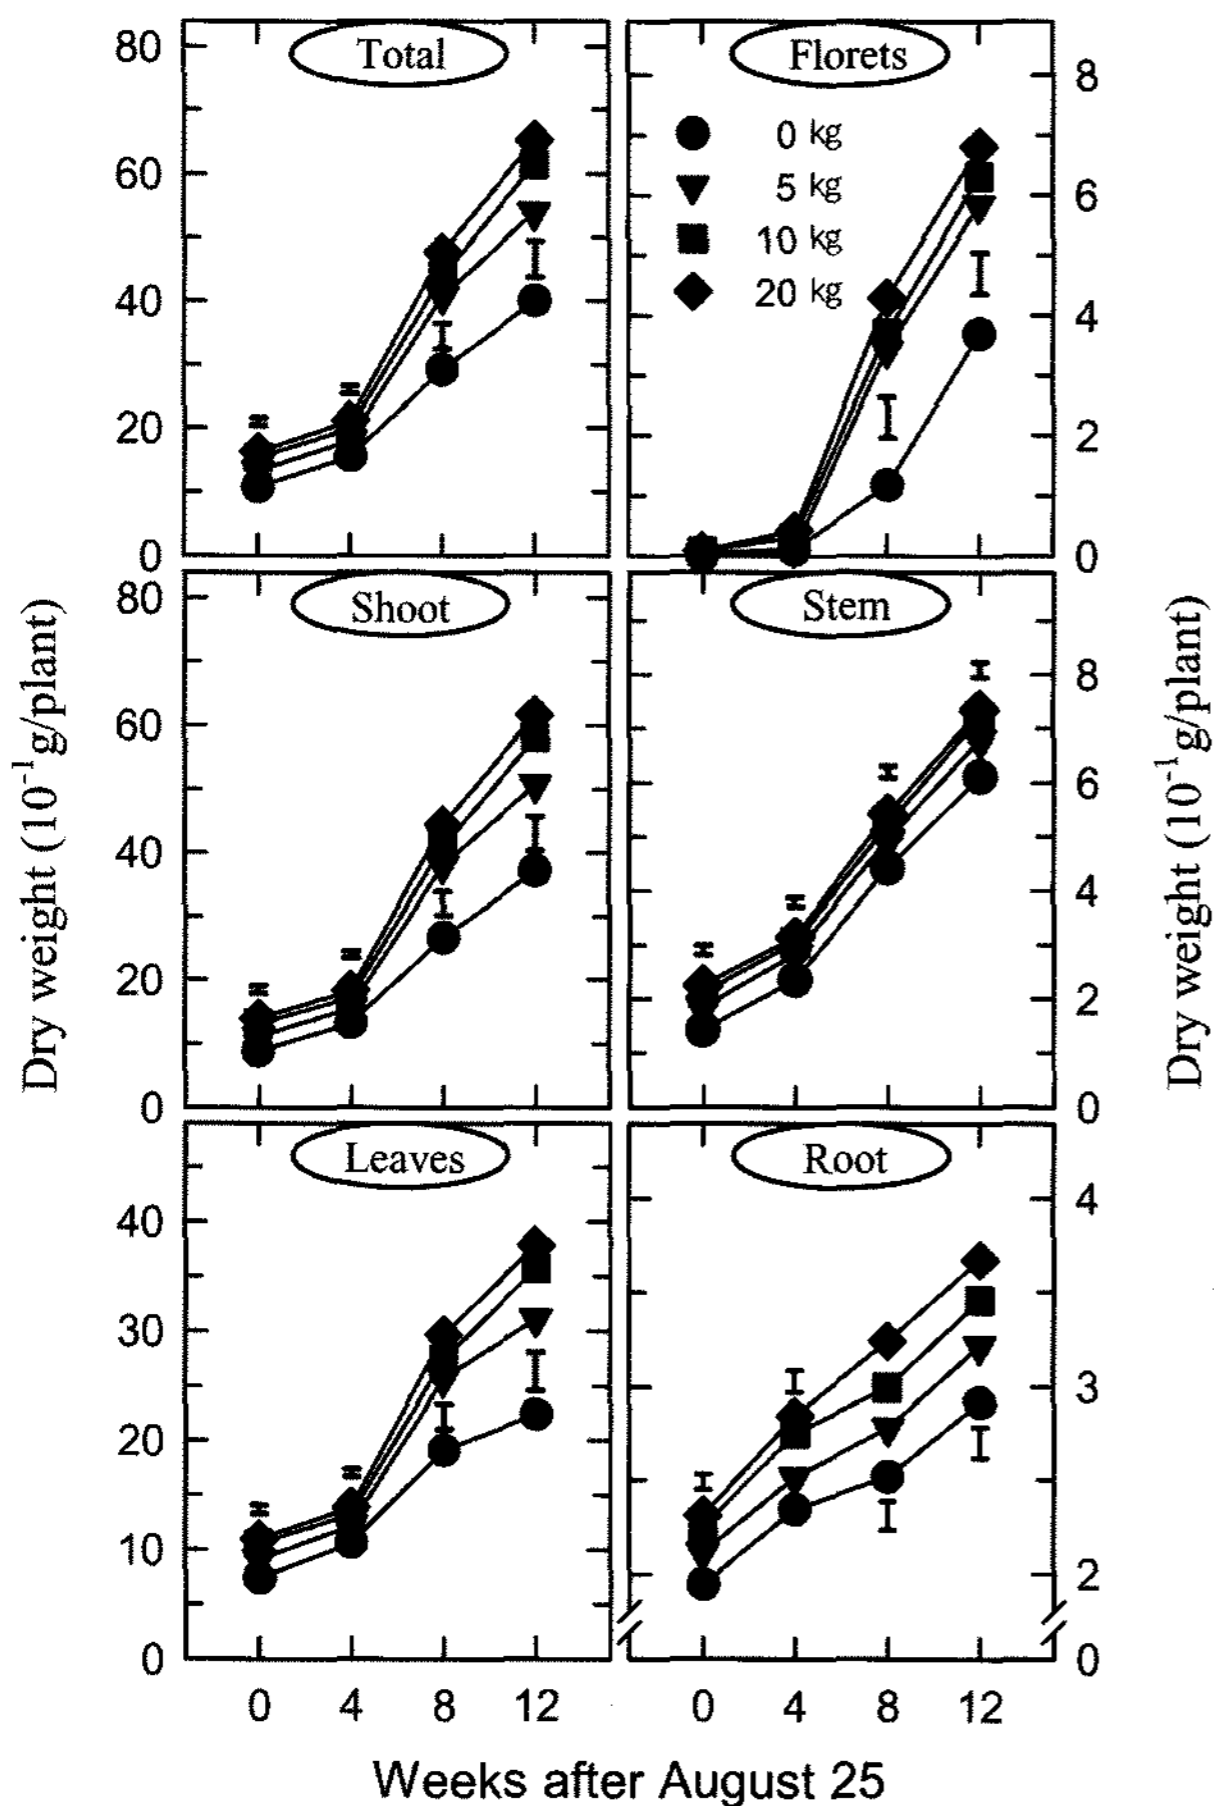 Total
Florets
80
60
40
20
0
0 kg
5 kg
10 kg
20 kg
8
6
4
2
0
Shoot
Stem
80
60
40
20
0
8
6
4
2
0
Dry weight (10⁻¹g/plant)
Dry weight (10⁻¹g/plant)
Leaves
Root
40
30
20
10
0
4
3
2
0
0 4 8 12
0 4 8 12
Weeks after August 25